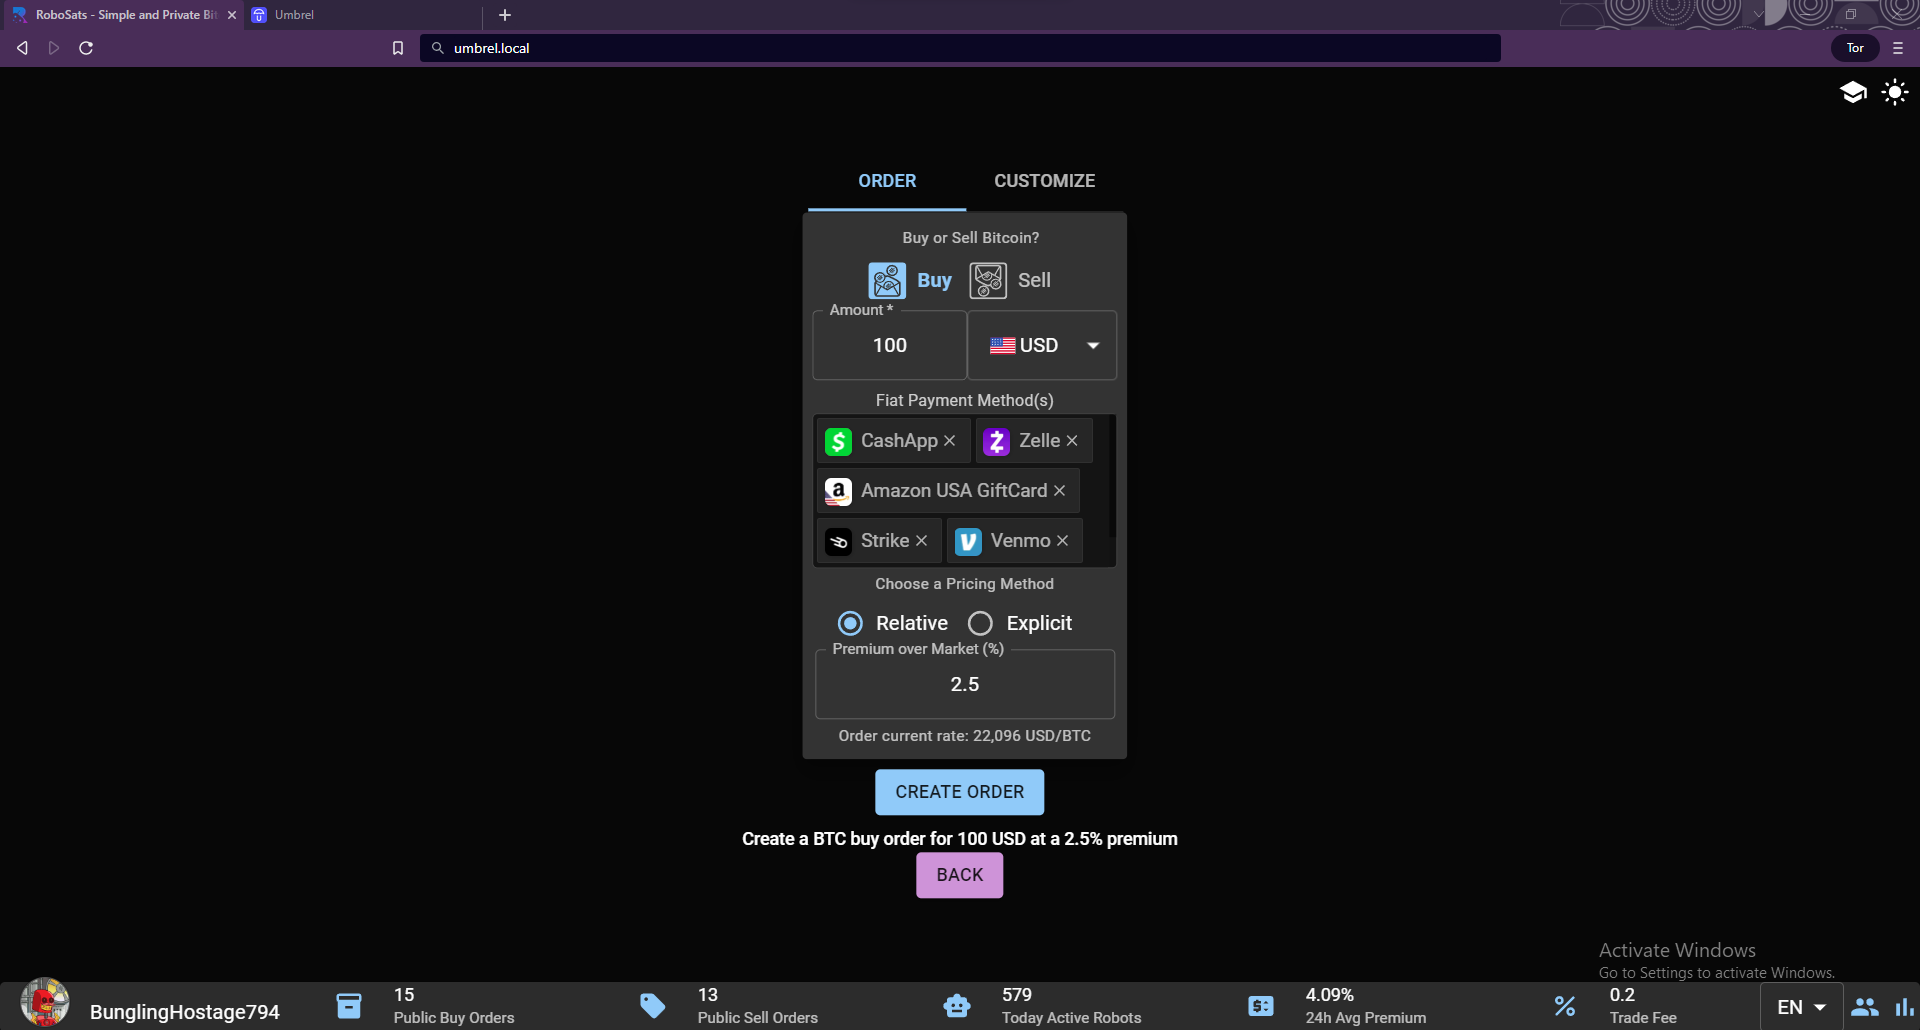 RoboSats - Simple and Private Bit
Umbrel
umbrel.local
Tor
ORDER
CUSTOMIZE
Buy or Sell Bitcoin?
Buy
Sell
Amount *
100
USD
Fiat Payment Method(s)
CashApp
Zelle
Amazon USA GiftCard
Strike
Venmo
Choose a Pricing Method
Relative
Explicit
Premium over Market (%)
2.5
Order current rate: 22,096 USD/BTC
CREATE ORDER
Create a BTC buy order for 100 USD at a 2.5% premium
BACK
Activate Windows
Go to Settings to activate Windows.
BunglingHostage794
15
Public Buy Orders
13
Public Sell Orders
579
Today Active Robots
4.09%
24h Avg Premium
0.2
Trade Fee
EN